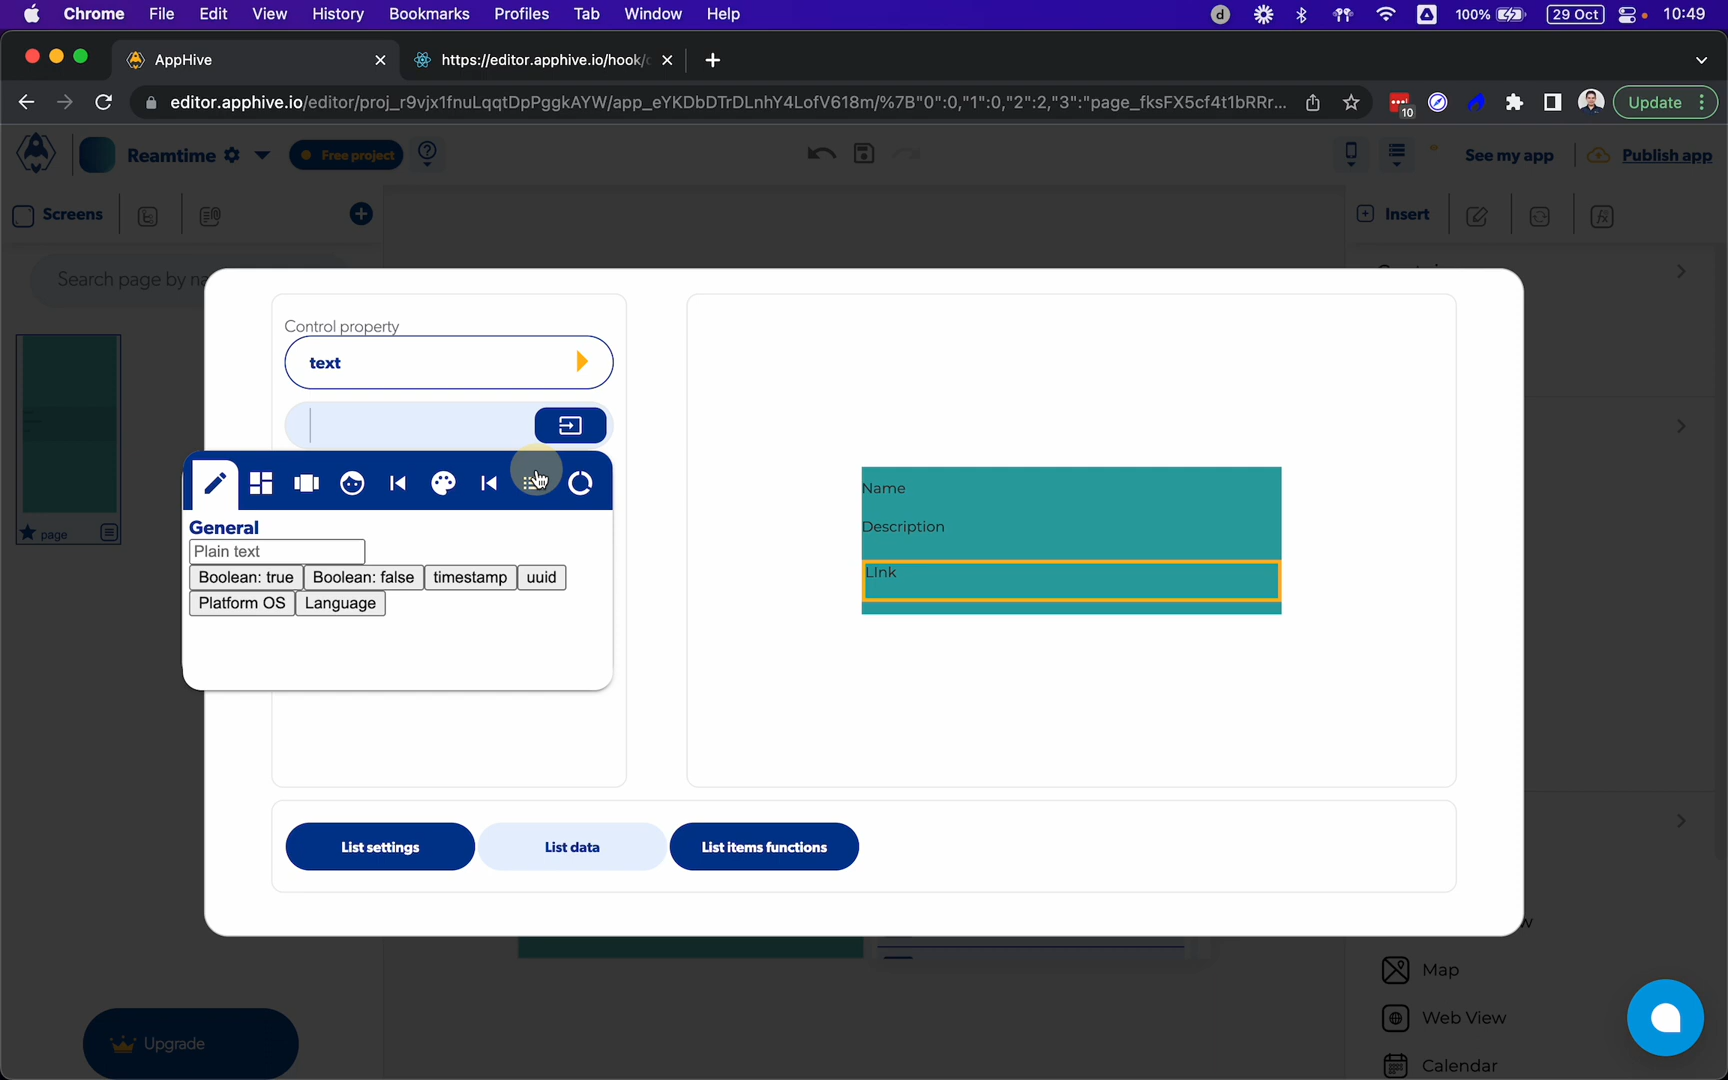 Chrome File Edit View History Bookmarks Profiles Tab Window Help d 100% 29 Oct 10:49
AppHive https://editor.apphive.io/hook/
editor.apphive.io/editor/proj_r9vjx1fnuLqqtDpPggkAYW/app_eYKDbDTrDLnhY4LofV618m/%7B"0":0,"1":0,"2":2,"3":"page_fksFX5cf4t1bRRr... 10 Update
Reamtime Free project See my app Publish app
Screens Insert
Search page by na
Control property
text
General
Plain text
Boolean: true Boolean: false timestamp uuid
Platform OS Language
Name
Description
LInk
page
List settings List data List items functions
Map
Web View
Calendar
Upgrade